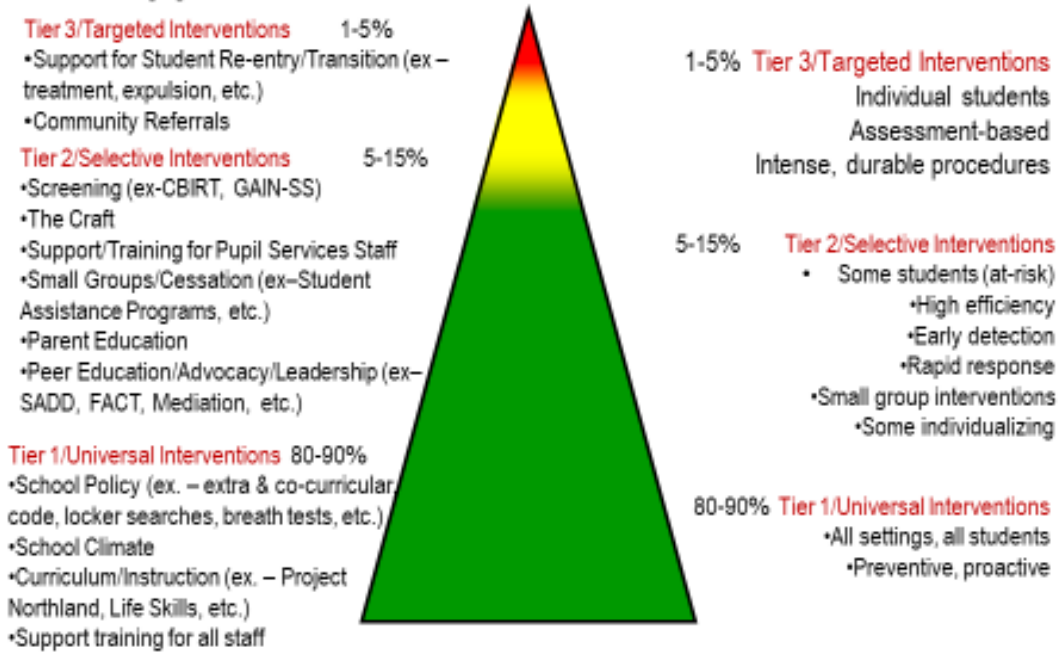 Tier 3/Targeted Interventions 1-5%
•Support for Student Re-entry/Transition (ex –
treatment, expulsion, etc.)
•Community Referrals
Tier 2/Selective Interventions 5-15%
•Screening (ex-CBIRT, GAIN-SS)
•The Craft
•Support/Training for Pupil Services Staff
•Small Groups/Cessation (ex–Student
Assistance Programs, etc.)
•Parent Education
•Peer Education/Advocacy/Leadership (ex–
SADD, FACT, Mediation, etc.)
Tier 1/Universal Interventions 80-90%
•School Policy (ex. – extra & co-curricular
code, locker searches, breath tests, etc.)
•School Climate
•Curriculum/Instruction (ex. – Project
Northland, Life Skills, etc.)
•Support training for all staff
1-5% Tier 3/Targeted Interventions
Individual students
Assessment-based
Intense, durable procedures
5-15% Tier 2/Selective Interventions
• Some students (at-risk)
•High efficiency
•Early detection
•Rapid response
•Small group interventions
•Some individualizing
80-90% Tier 1/Universal Interventions
•All settings, all students
•Preventive, proactive